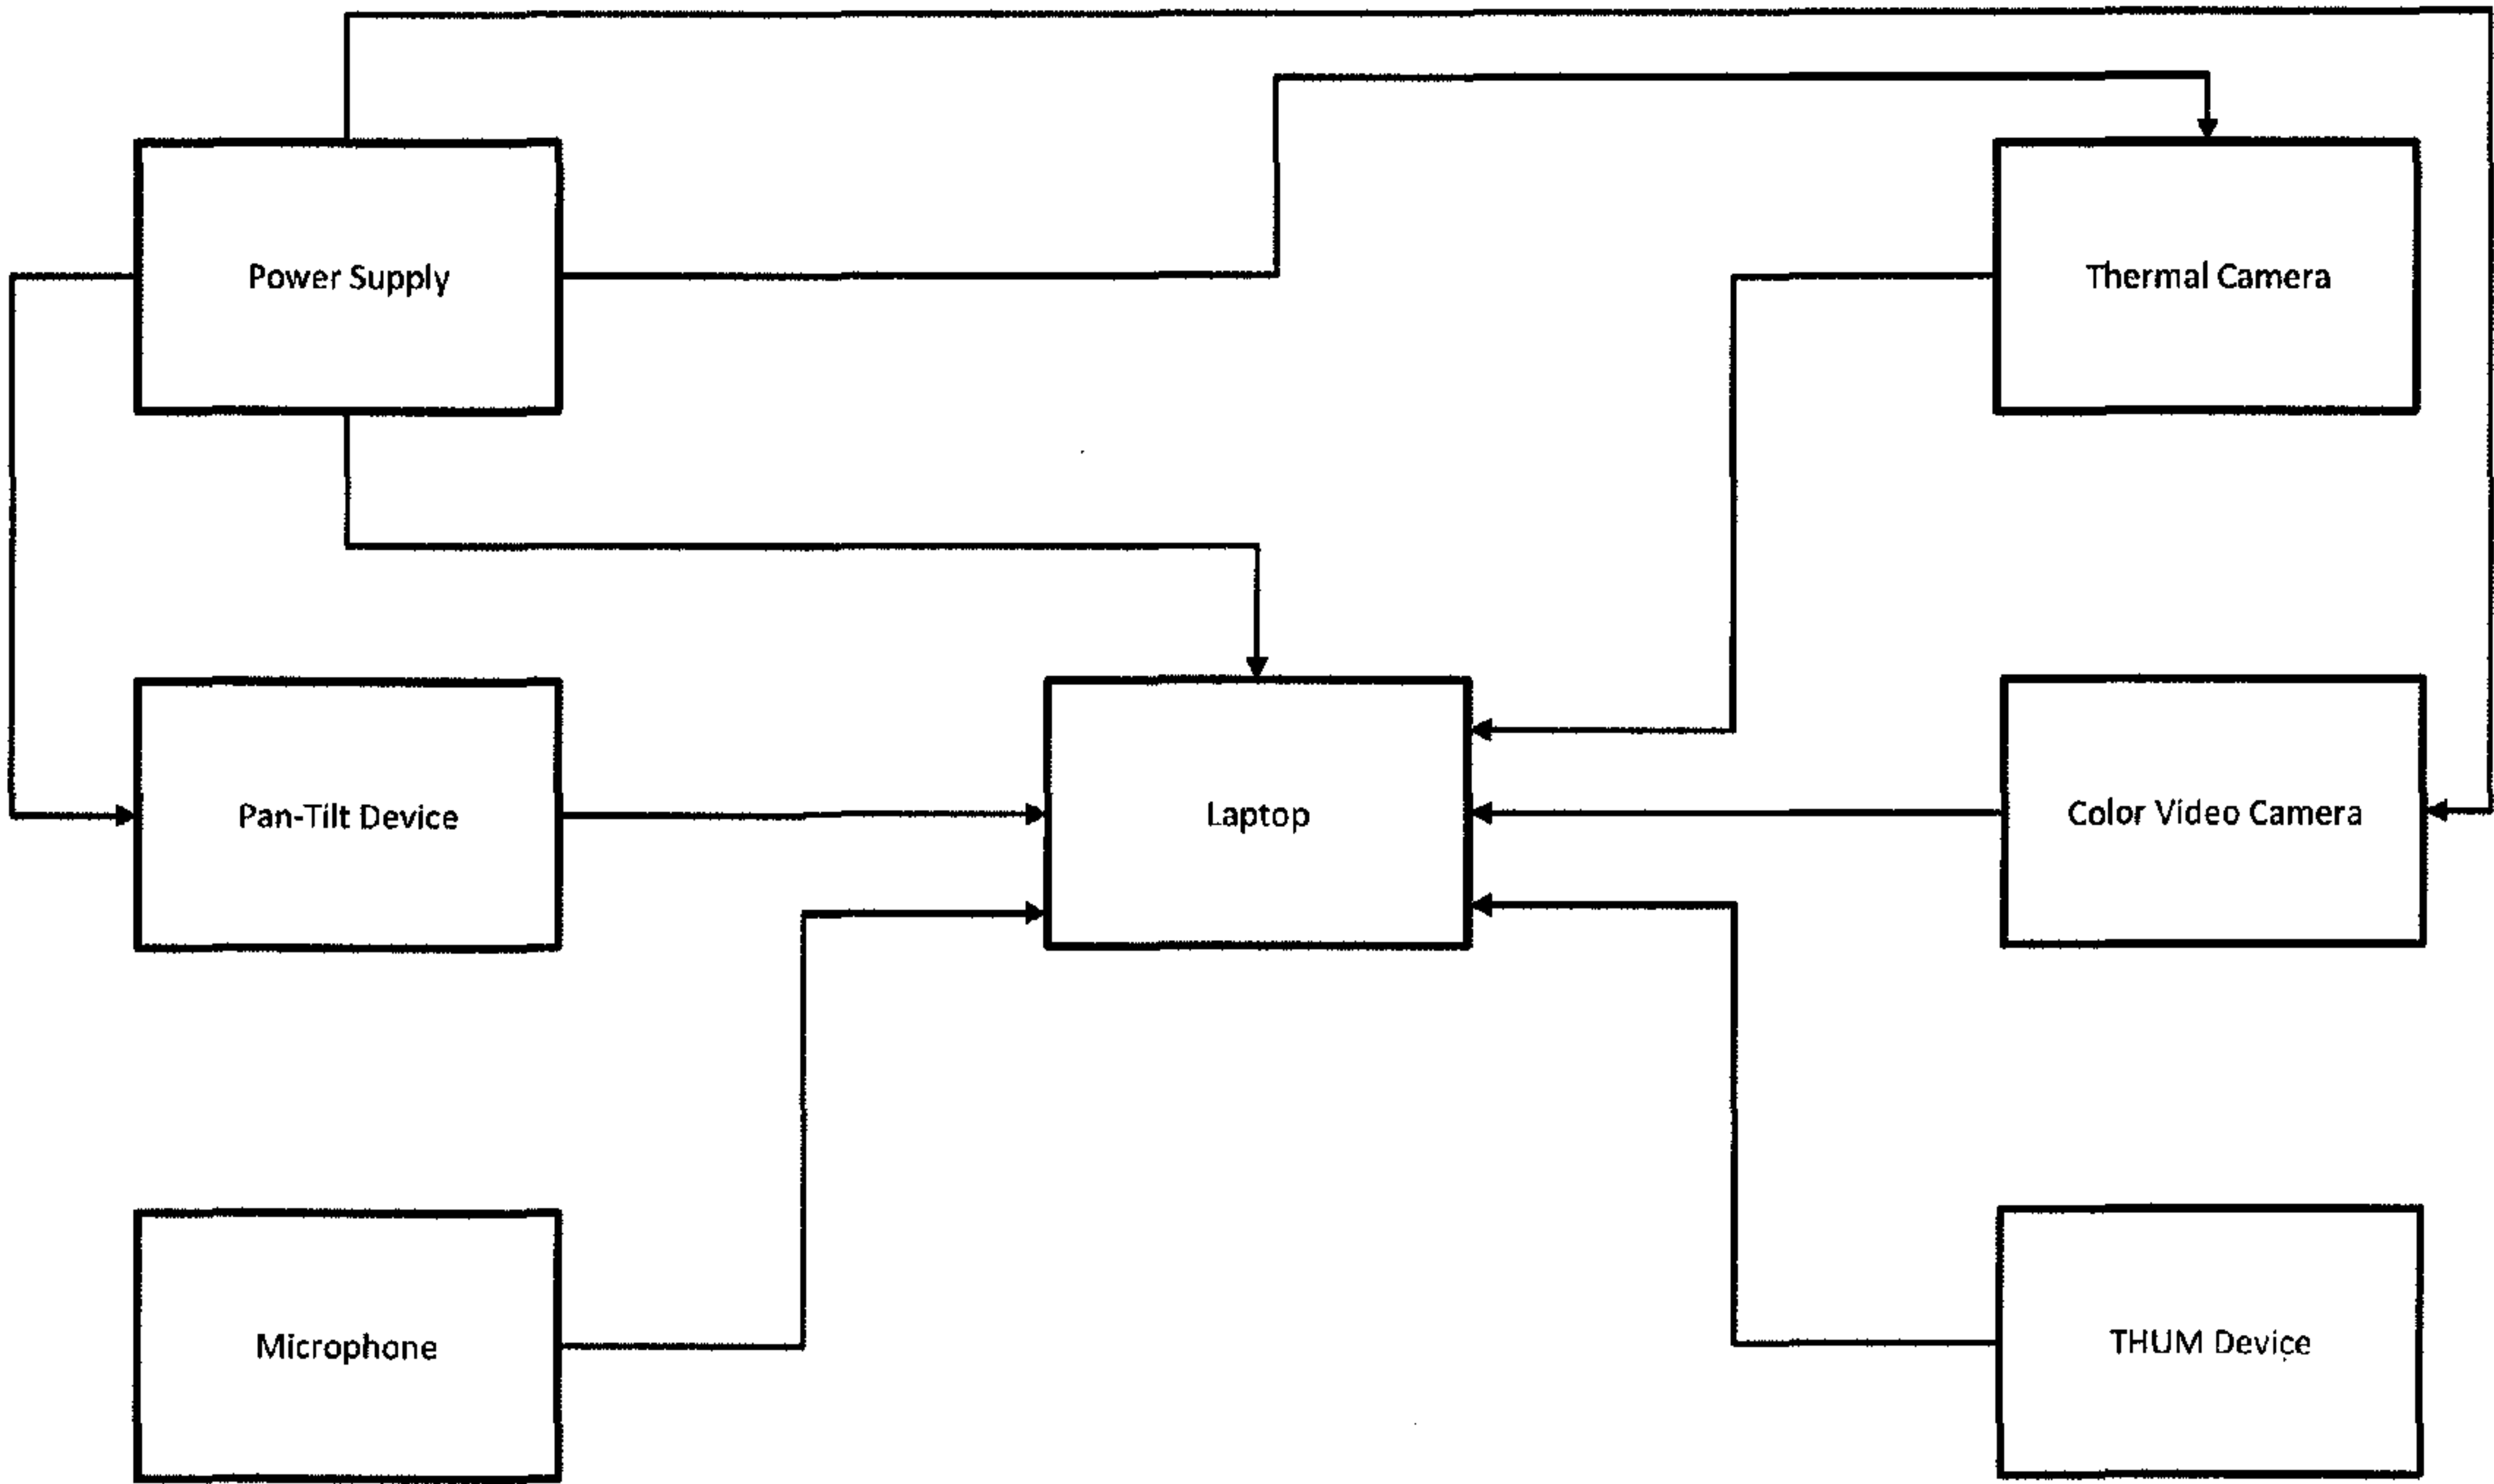 Power Supply
Thermal Camera
Pan-Tilt Device
Laptop
Color Video Camera
Microphone
THUM Device